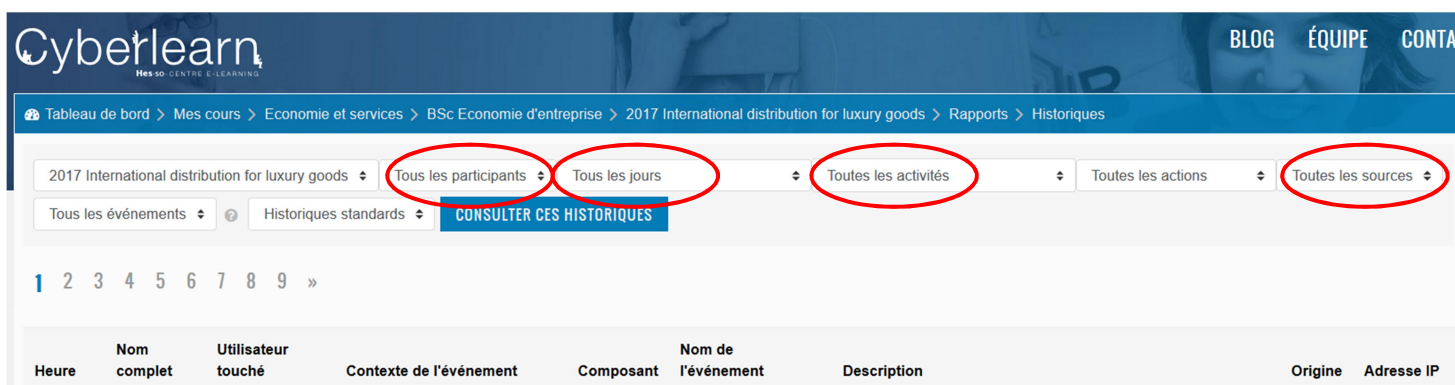 Cyberlearn
Hes·so·CENTRE E-LEARNING
BLOG ÉQUIPE CONTA
Tableau de bord > Mes cours > Economie et services > BSc Economie d'entreprise > 2017 International distribution for luxury goods > Rapports > Historiques
2017 International distribution for luxury goods Tous les participants Tous les jours Toutes les activités Toutes les actions Toutes les sources
Tous les événements ? Historiques standards CONSULTER CES HISTORIQUES
1 2 3 4 5 6 7 8 9 »
Heure Nom complet Utilisateur touché Contexte de l'événement Composant Nom de l'événement Description Origine Adresse IP